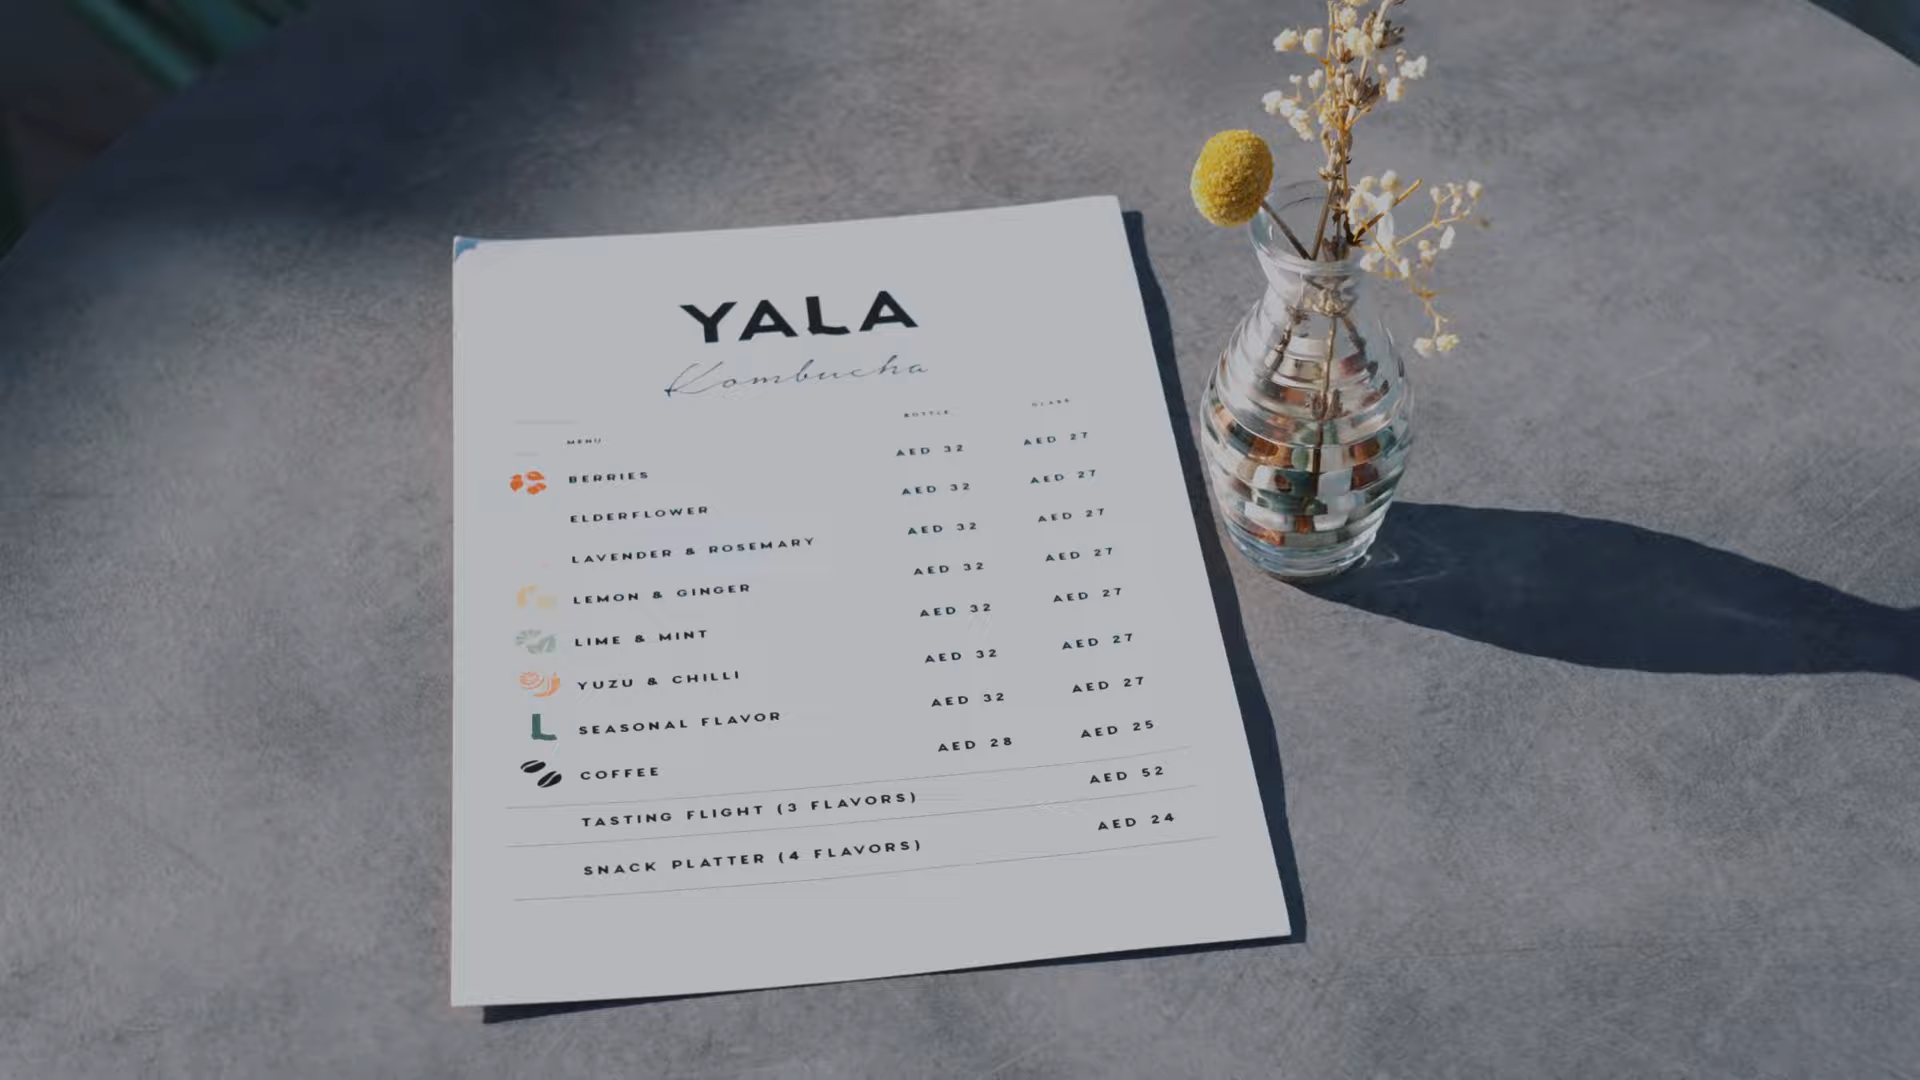 YALA
Kombucha
MENU BOTTLE GLASS
BERRIES AED 32 AED 27
ELDERFLOWER AED 32 AED 27
LAVENDER & ROSEMARY AED 32 AED 27
LEMON & GINGER AED 32 AED 27
LIME & MINT AED 32 AED 27
YUZU & CHILLI AED 32 AED 27
SEASONAL FLAVOR AED 32 AED 27
COFFEE AED 28 AED 25
TASTING FLIGHT (3 FLAVORS) AED 52
SNACK PLATTER (4 FLAVORS) AED 24